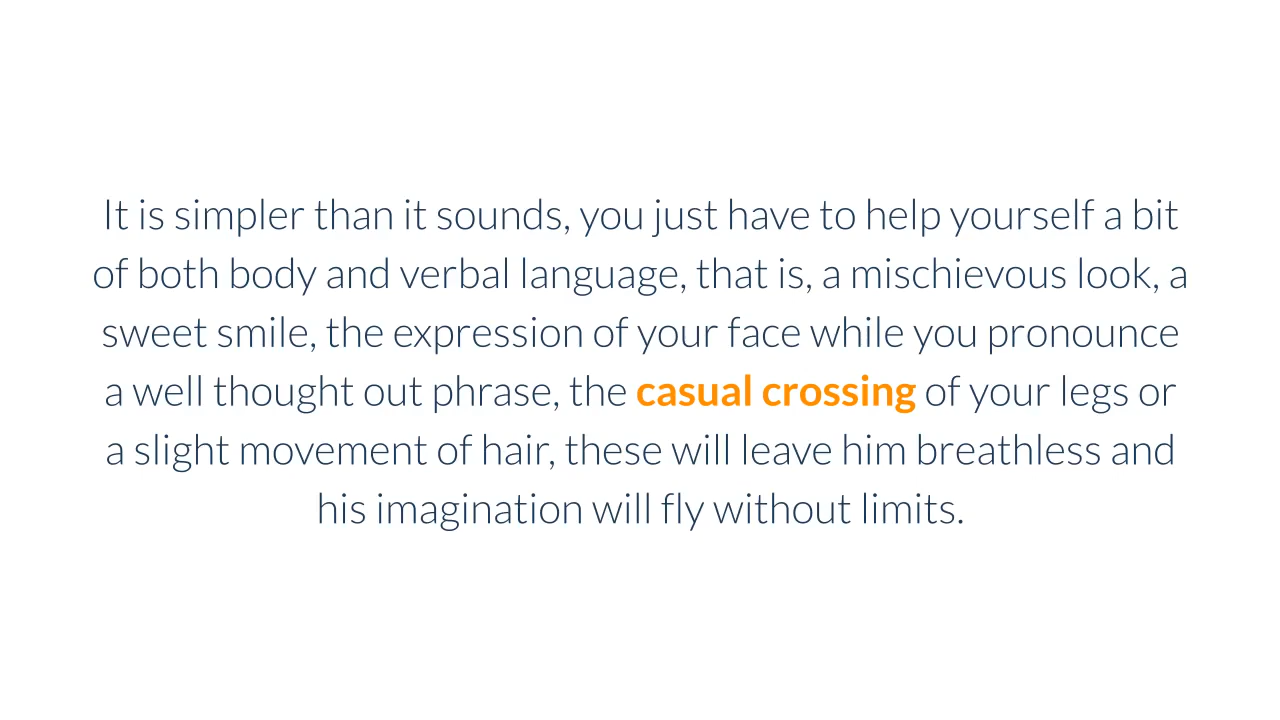 It is simpler than it sounds, you just have to help yourself a bit
of both body and verbal language, that is, a mischievous look, a
sweet smile, the expression of your face while you pronounce
a well thought out phrase, the casual crossing of your legs or
a slight movement of hair, these will leave him breathless and
his imagination will fly without limits.